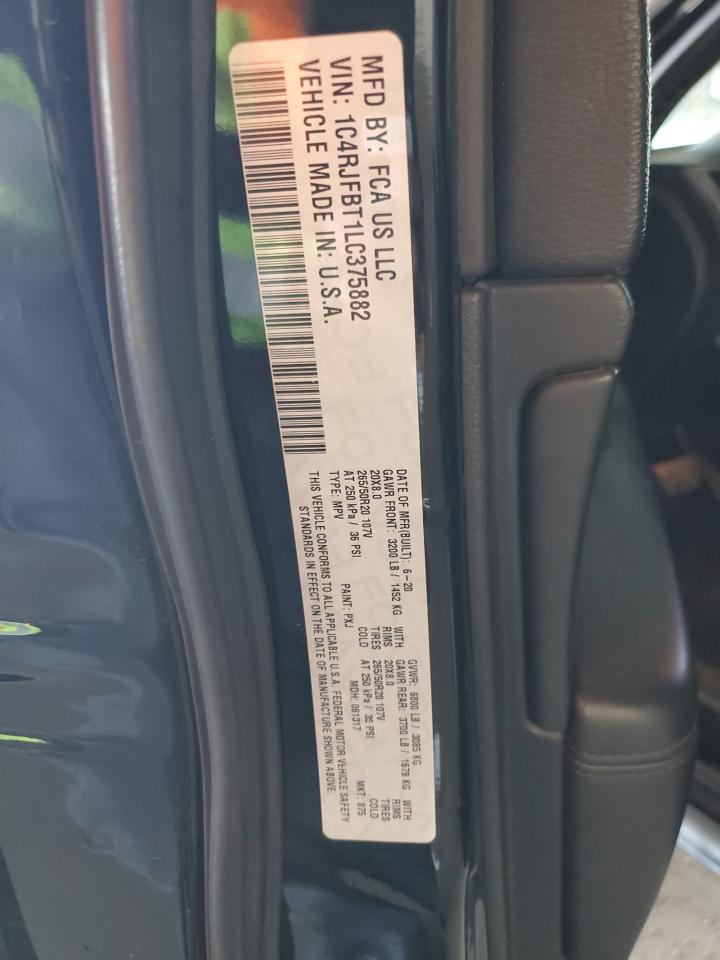 MFD BY: FCA US LLC
VIN: 1C4RJFBT1LC375882
VEHICLE MADE IN: U.S.A.
DATE OF MFR(BUILT): 6-20 GVWR: 6800 LB / 3085 KG
GAWR FRONT: 3200 LB / 1452 KG WITH GAWR REAR: 3700 LB / 1679 KG WITH
20X8.0 RIMS 20X8.0 RIMS
265/50R20 107V TIRES 265/50R20 107V TIRES
AT 250 kPa / 36 PSI COLD AT 250 kPa / 36 PSI COLD
TYPE: MPV PAINT: PXJ MDH: 061317 MKT: 875
THIS VEHICLE CONFORMS TO ALL APPLICABLE U.S.A. FEDERAL MOTOR VEHICLE SAFETY
STANDARDS IN EFFECT ON THE DATE OF MANUFACTURE SHOWN ABOVE.